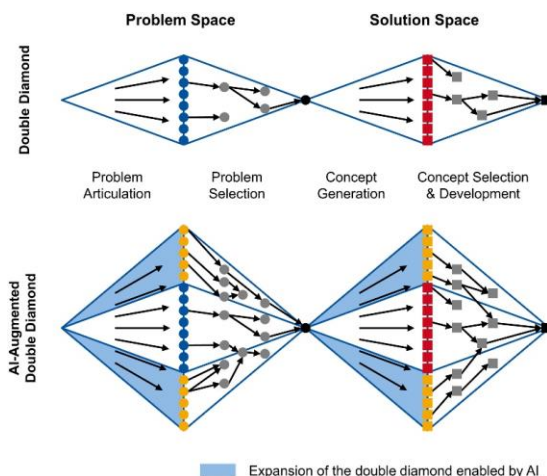 Problem Space
Solution Space
Double Diamond
Problem
Articulation
Problem
Selection
Concept
Generation
Concept Selection
& Development
AI-Augmented
Double Diamond
Expansion of the double diamond enabled by AI